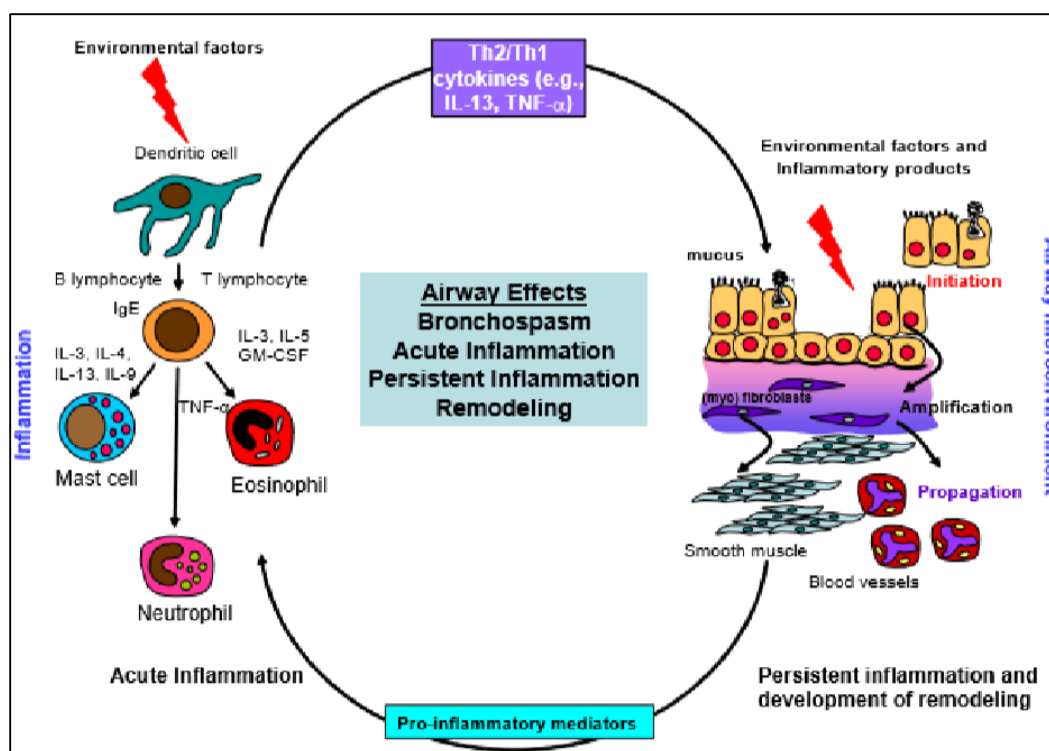 Environmental factors
Dendritic cell
B lymphocyte
T lymphocyte
IgE
IL-3, IL-4,
IL-13, IL-9
IL-3, IL-5
GM-CSF
TNF-α
Mast cell
Eosinophil
Neutrophil
Inflammation
Acute Inflammation
Th2/Th1
cytokines (e.g.,
IL-13, TNF-α)
Airway Effects
Bronchospasm
Acute Inflammation
Persistent Inflammation
Remodeling
Pro-inflammatory mediators
Environmental factors and
Inflammatory products
mucus
Initiation
(myo) fibroblasts
Amplification
Propagation
Smooth muscle
Blood vessels
Persistent inflammation and
development of remodeling